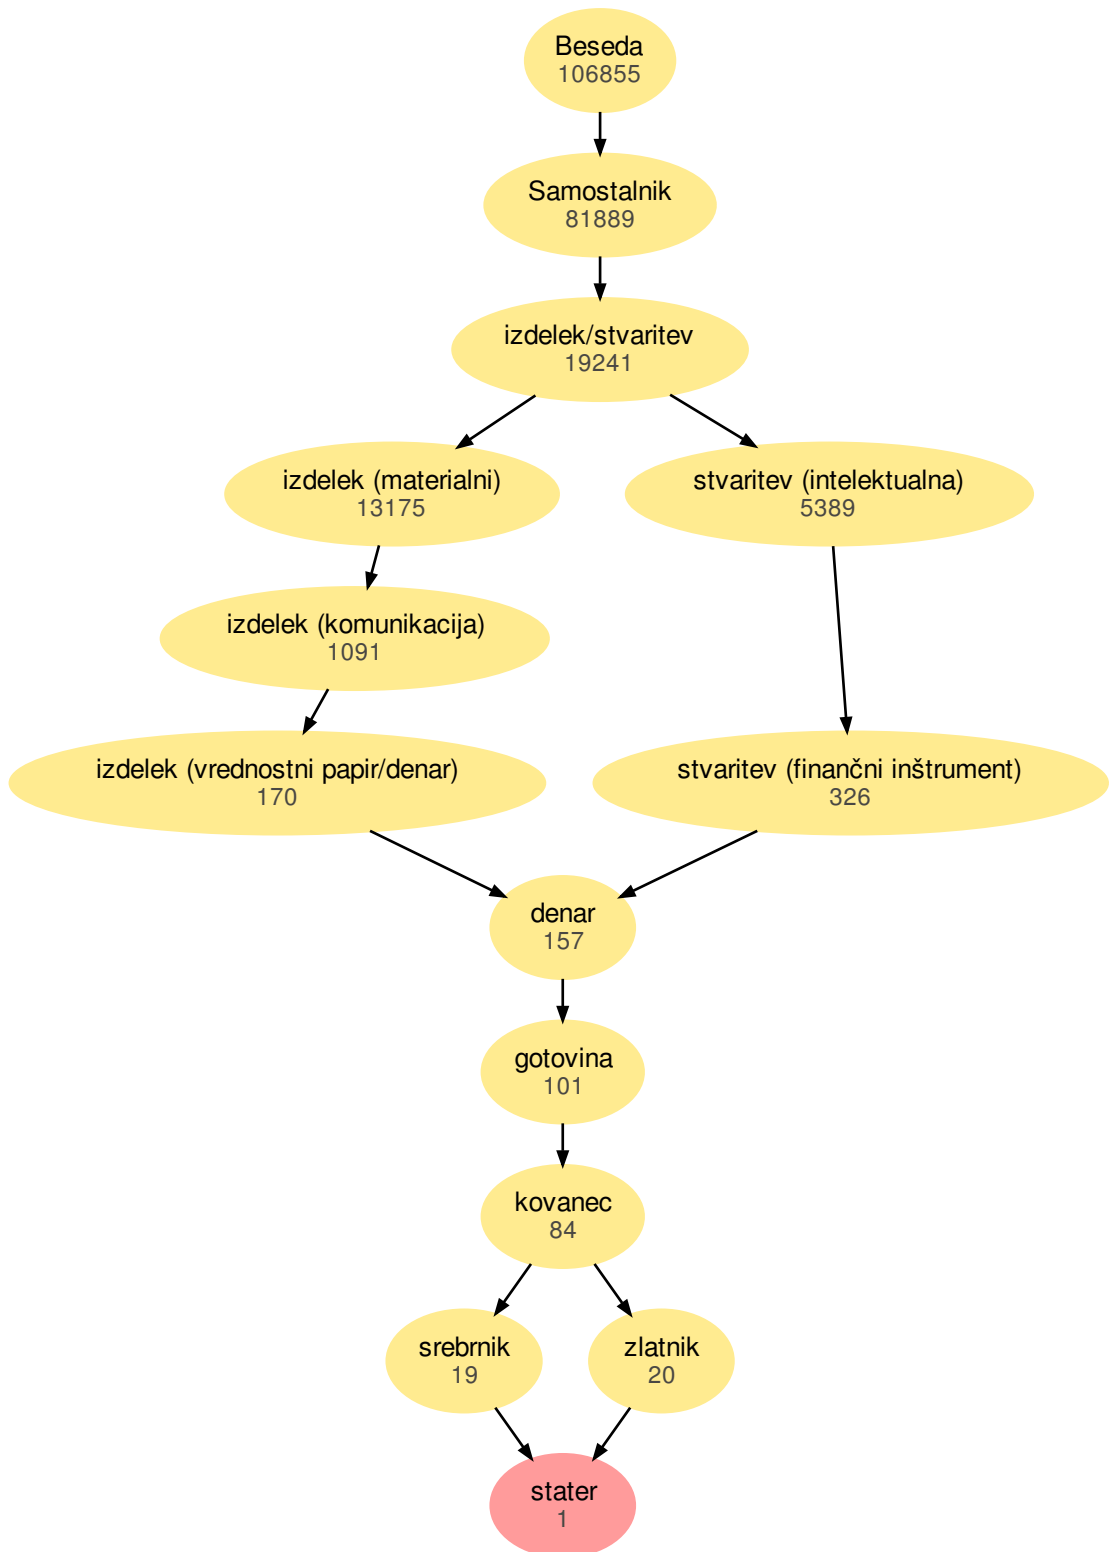 Beseda
106855
Samostalnik
81889
izdelek/stvaritev
19241
izdelek (materialni)
13175
stvaritev (intelektualna)
5389
izdelek (komunikacija)
1091
izdelek (vrednostni papir/denar)
170
stvaritev (finančni inštrument)
326
denar
157
gotovina
101
kovanec
84
srebrnik
19
zlatnik
20
stater
1